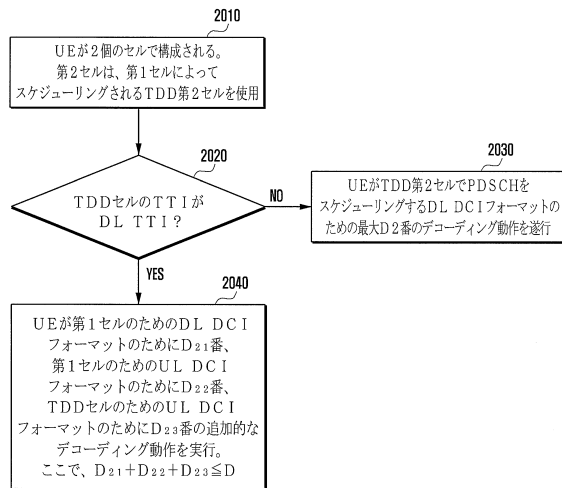 2010
UEが2個のセルで構成される。
第2セルは、第1セルによって
スケジューリングされるTDD第2セルを使用
2020
TDDセルのTTIが
DL TTI?
NO
2030
UEがTDD第2セルでPDSCHを
スケジューリングするDL DCIフォーマットの
ための最大D2番のデコーディング動作を遂行
YES
2040
UEが第1セルのためのDL DCI
フォーマットのためにD21番、
第1セルのためのUL DCI
フォーマットのためにD22番、
TDDセルのためのUL DCI
フォーマットのためにD23番の追加的な
デコーディング動作を実行。
ここで、D21+D22+D23≦D